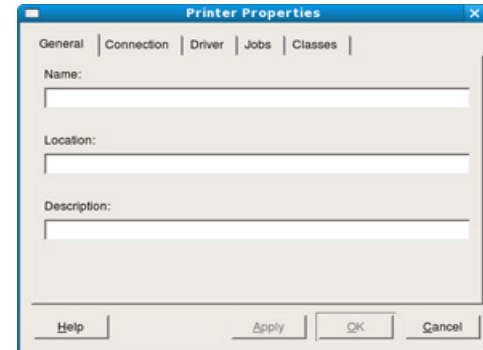 Printer Properties
General Connection Driver Jobs Classes
Name:
Location:
Description:
Help Apply OK Cancel